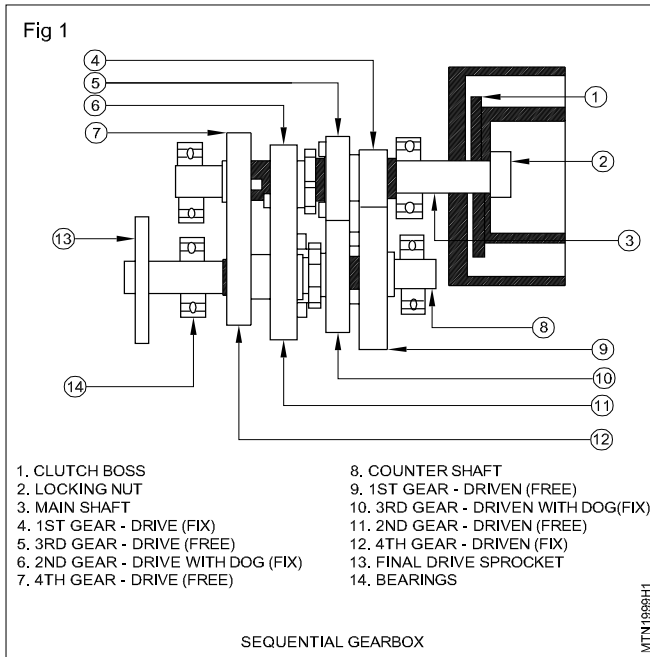 Fig 1
4
5
6
7
1
2
3
13
8
14
9
10
11
12
1. CLUTCH BOSS
2. LOCKING NUT
3. MAIN SHAFT
4. 1ST GEAR - DRIVE (FIX)
5. 3RD GEAR - DRIVE (FREE)
6. 2ND GEAR - DRIVE WITH DOG (FIX)
7. 4TH GEAR - DRIVE (FREE)
8. COUNTER SHAFT
9. 1ST GEAR - DRIVEN (FREE)
10. 3RD GEAR - DRIVEN WITH DOG(FIX)
11. 2ND GEAR - DRIVEN (FREE)
12. 4TH GEAR - DRIVEN (FIX)
13. FINAL DRIVE SPROCKET
14. BEARINGS
SEQUENTIAL GEARBOX
MTN1999H1